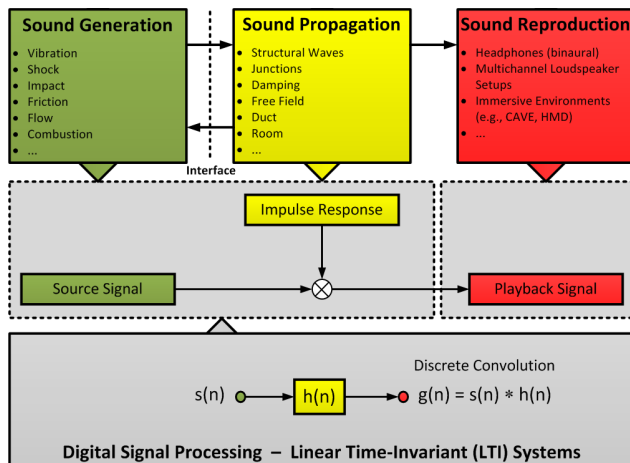 Sound Generation
• Vibration
• Shock
• Impact
• Friction
• Flow
• Combustion
• ...
Interface
Sound Propagation
• Structural Waves
• Junctions
• Damping
• Free Field
• Duct
• Room
• ...
Sound Reproduction
• Headphones (binaural)
• Multichannel Loudspeaker
Setups
• Immersive Environments
(e.g., CAVE, HMD)
• ...
Impulse Response
Source Signal
Playback Signal
Discrete Convolution
s(n) h(n) g(n) = s(n) * h(n)
Digital Signal Processing – Linear Time-Invariant (LTI) Systems